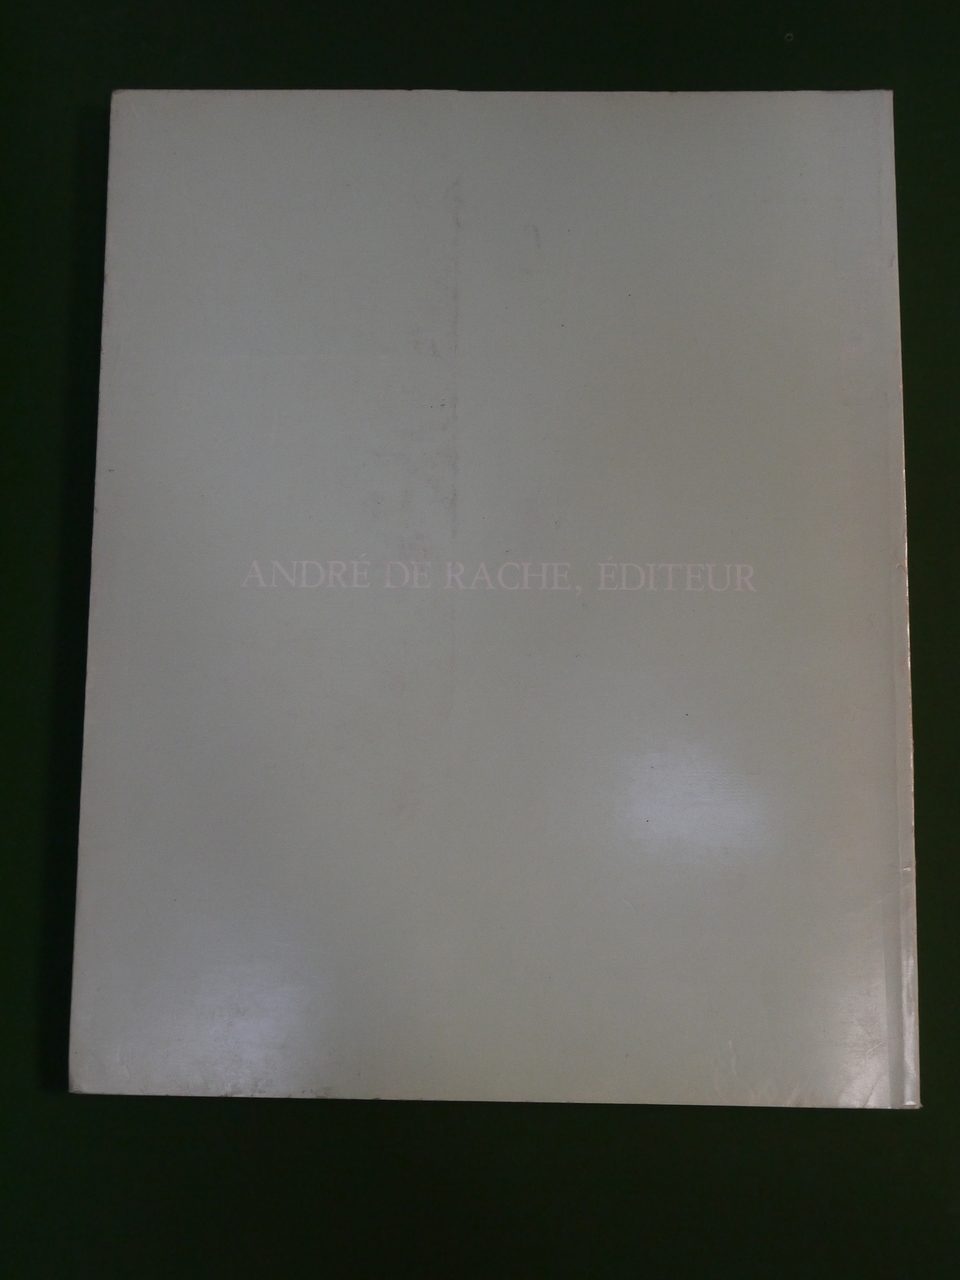 ANDRÉ DE RACHE, ÉDITEUR